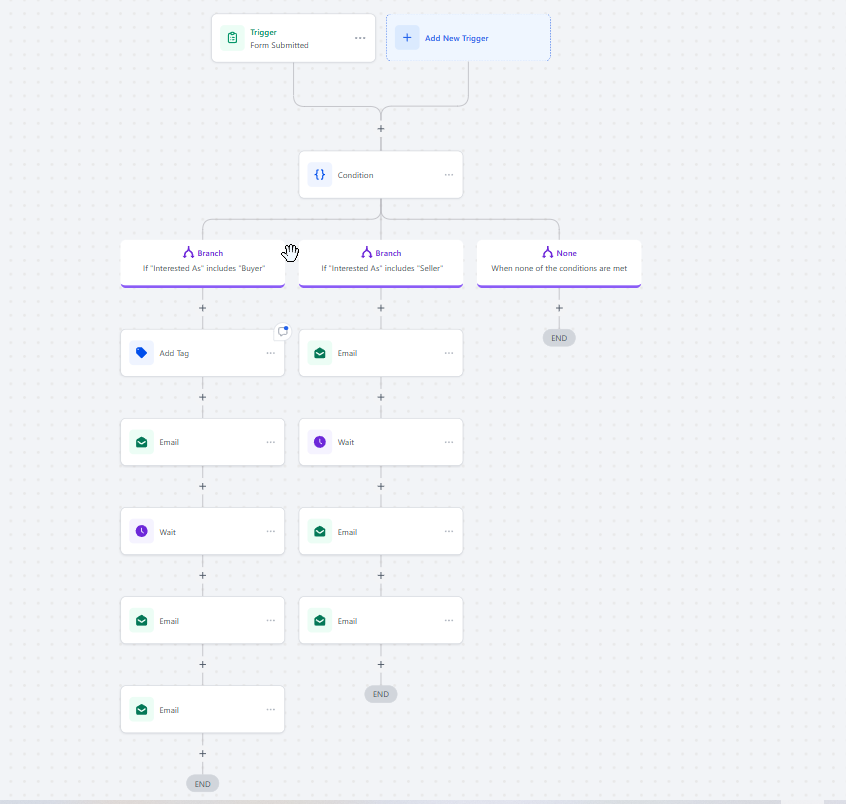 Trigger
Form Submitted
Add New Trigger
Condition
Branch
If "Interested As" includes "Buyer"
Branch
If "Interested As" includes "Seller"
None
When none of the conditions are met
END
Add Tag
Email
Email
Wait
Wait
Email
Email
Email
END
Email
END